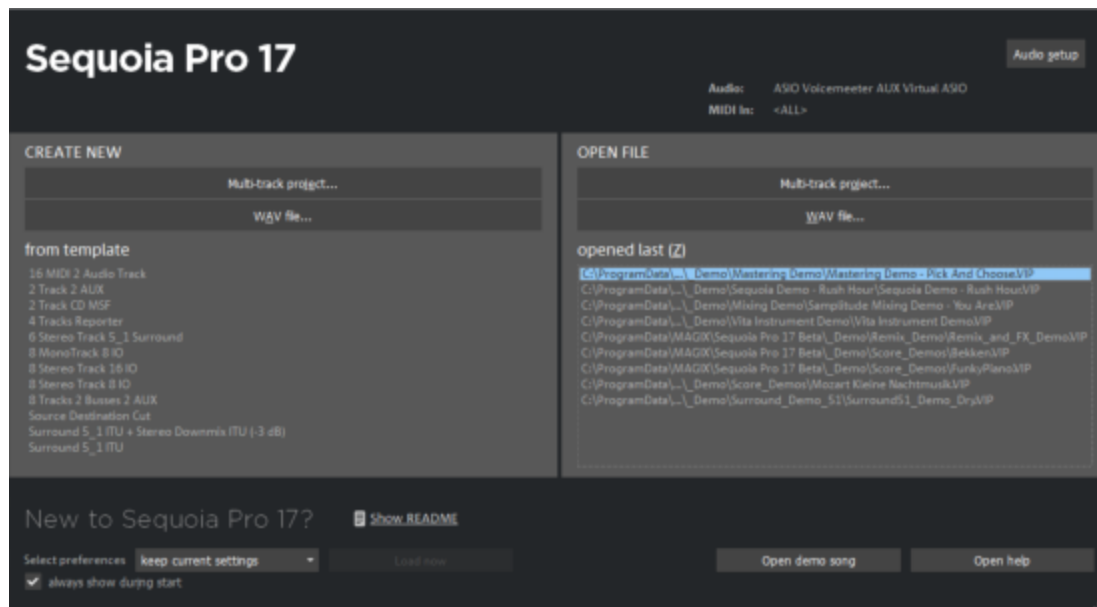 Sequoia Pro 17
Audio setup
Audio: ASIO Voicemeeter AUX Virtual ASIO
MIDI In: <ALL>
CREATE NEW
Multi-track project...
WAV file...
from template
16 MIDI 2 Audio Track
2 Track 2 AUX
2 Track CD MSF
4 Tracks Reporter
6 Stereo Track 5_1 Surround
8 MonoTrack 8 IO
8 Stereo Track 16 IO
8 Stereo Track 8 IO
8 Tracks 2 Busses 2 AUX
Source Destination Cut
Surround 5_1 ITU + Stereo Downmix ITU (-3 dB)
Surround 5_1 ITU
OPEN FILE
Multi-track project...
WAV file...
opened last (Z)
C:\ProgramData\...\_Demo\Mastering Demo\Mastering Demo - Pick And Choose.VIP
C:\ProgramData\...\_Demo\Sequoia Demo - Rush Hour\Sequoia Demo - Rush Hour.VIP
C:\ProgramData\...\_Demo\Mixing Demo\Samplitude Mixing Demo - You Are.VIP
C:\ProgramData\...\_Demo\Vita Instrument Demo\Vita Instrument Demo.VIP
C:\ProgramData\MAGIX\Sequoia Pro 17 Beta\_Demo\Remix_Demo\Remix_and_FX_Demo.VIP
C:\ProgramData\MAGIX\Sequoia Pro 17 Beta\_Demo\Score_Demos\Bekken.VIP
C:\ProgramData\MAGIX\Sequoia Pro 17 Beta\_Demo\Score_Demos\FunkyPiano.VIP
C:\ProgramData\...\_Demo\Score_Demos\Mozart Kleine Nachtmusik.VIP
C:\ProgramData\...\_Demo\Surround_Demo_51\Surround51_Demo_Dry.VIP
New to Sequoia Pro 17?
Show README
Select preferences keep current settings
Load now
Open demo song
Open help
always show during start